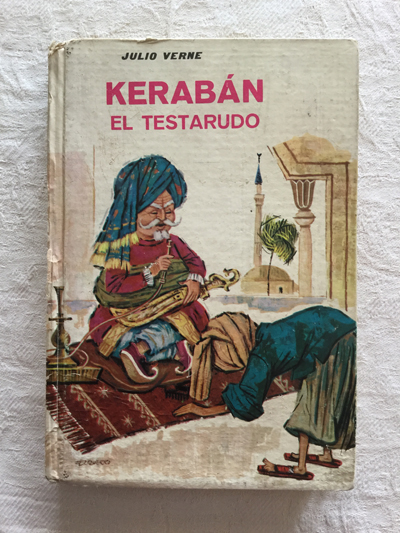 JULIO VERNE
KERABÁN
EL TESTARUDO